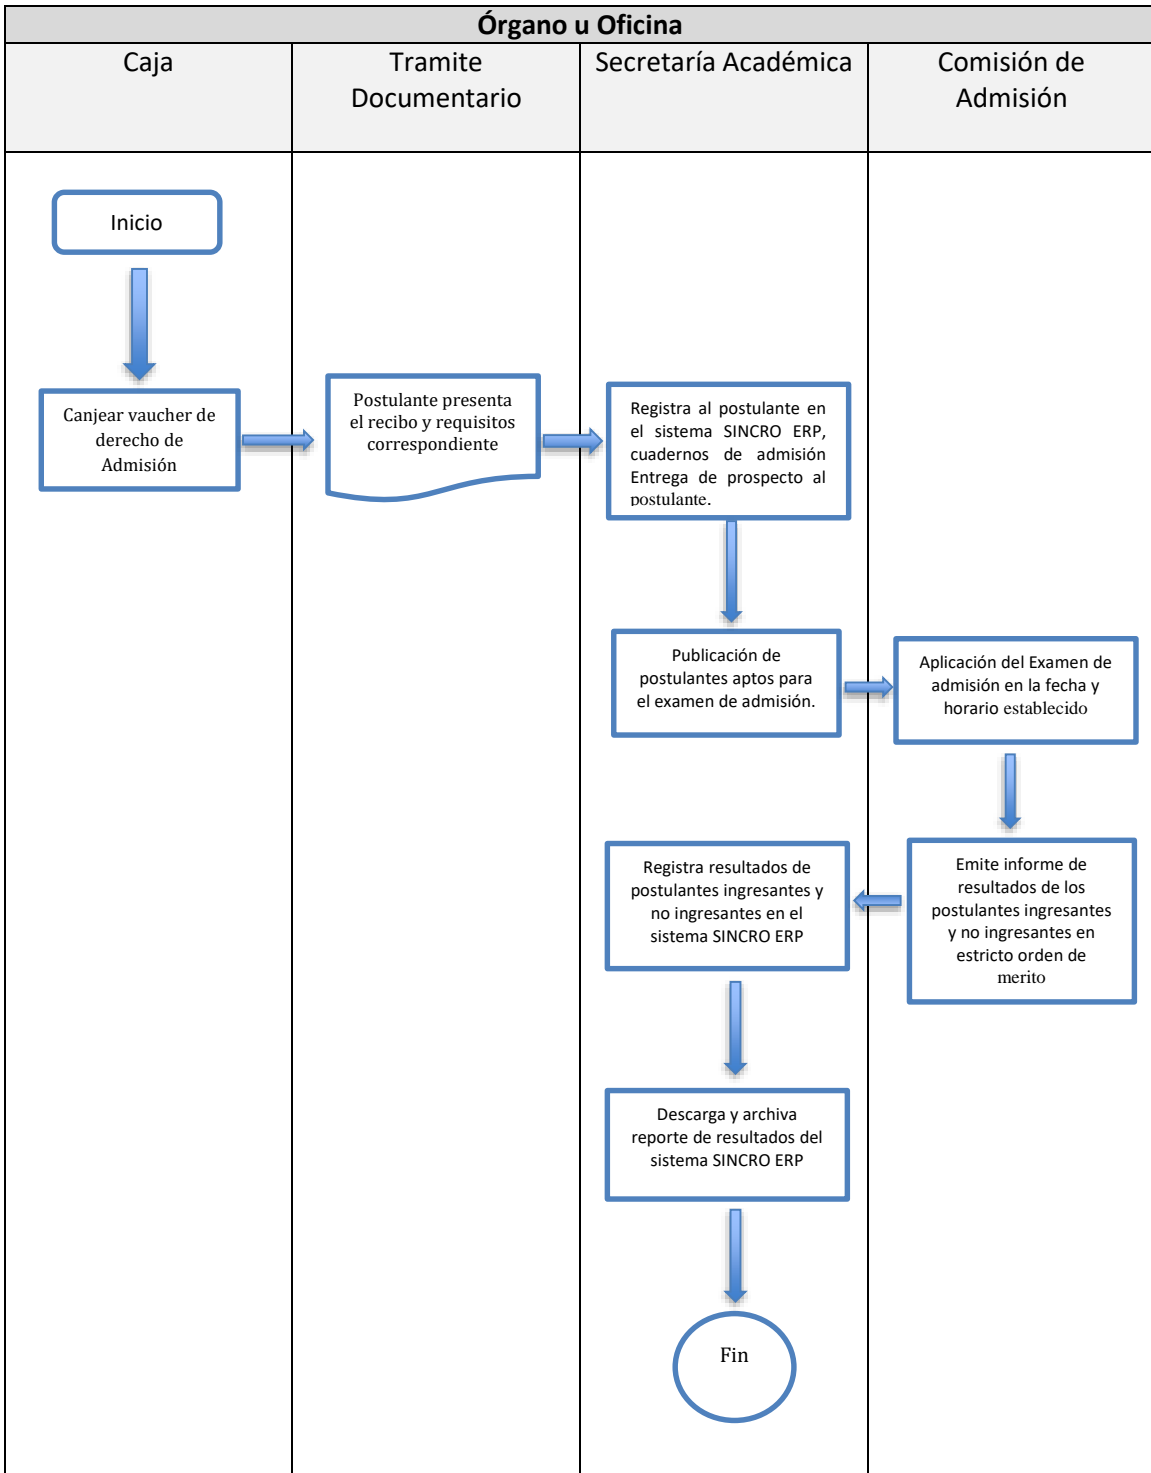 Órgano u Oficina
Caja
Tramite
Documentario
Secretaría Académica
Comisión de
Admisión
Inicio
Canjear vaucher de
derecho de
Admisión
Postulante presenta
el recibo y requisitos
correspondiente
Registra al postulante en
el sistema SINCRO ERP,
cuadernos de admisión
Entrega de prospecto al
postulante.
Publicación de
postulantes aptos para
el examen de admisión.
Aplicación del Examen de
admisión en la fecha y
horario establecido
Emite informe de
resultados de los
postulantes ingresantes
y no ingresantes en
estricto orden de
merito
Registra resultados de
postulantes ingresantes y
no ingresantes en el
sistema SINCRO ERP
Descarga y archiva
reporte de resultados del
sistema SINCRO ERP
Fin